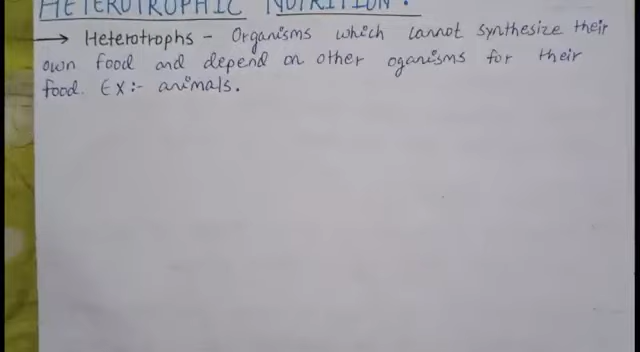 HETEROTROPHIC NUTRITION :
→ Heterotrophs - Organisms which cannot synthesize their
own food and depend on other oganisms for their
food. Ex:- animals.